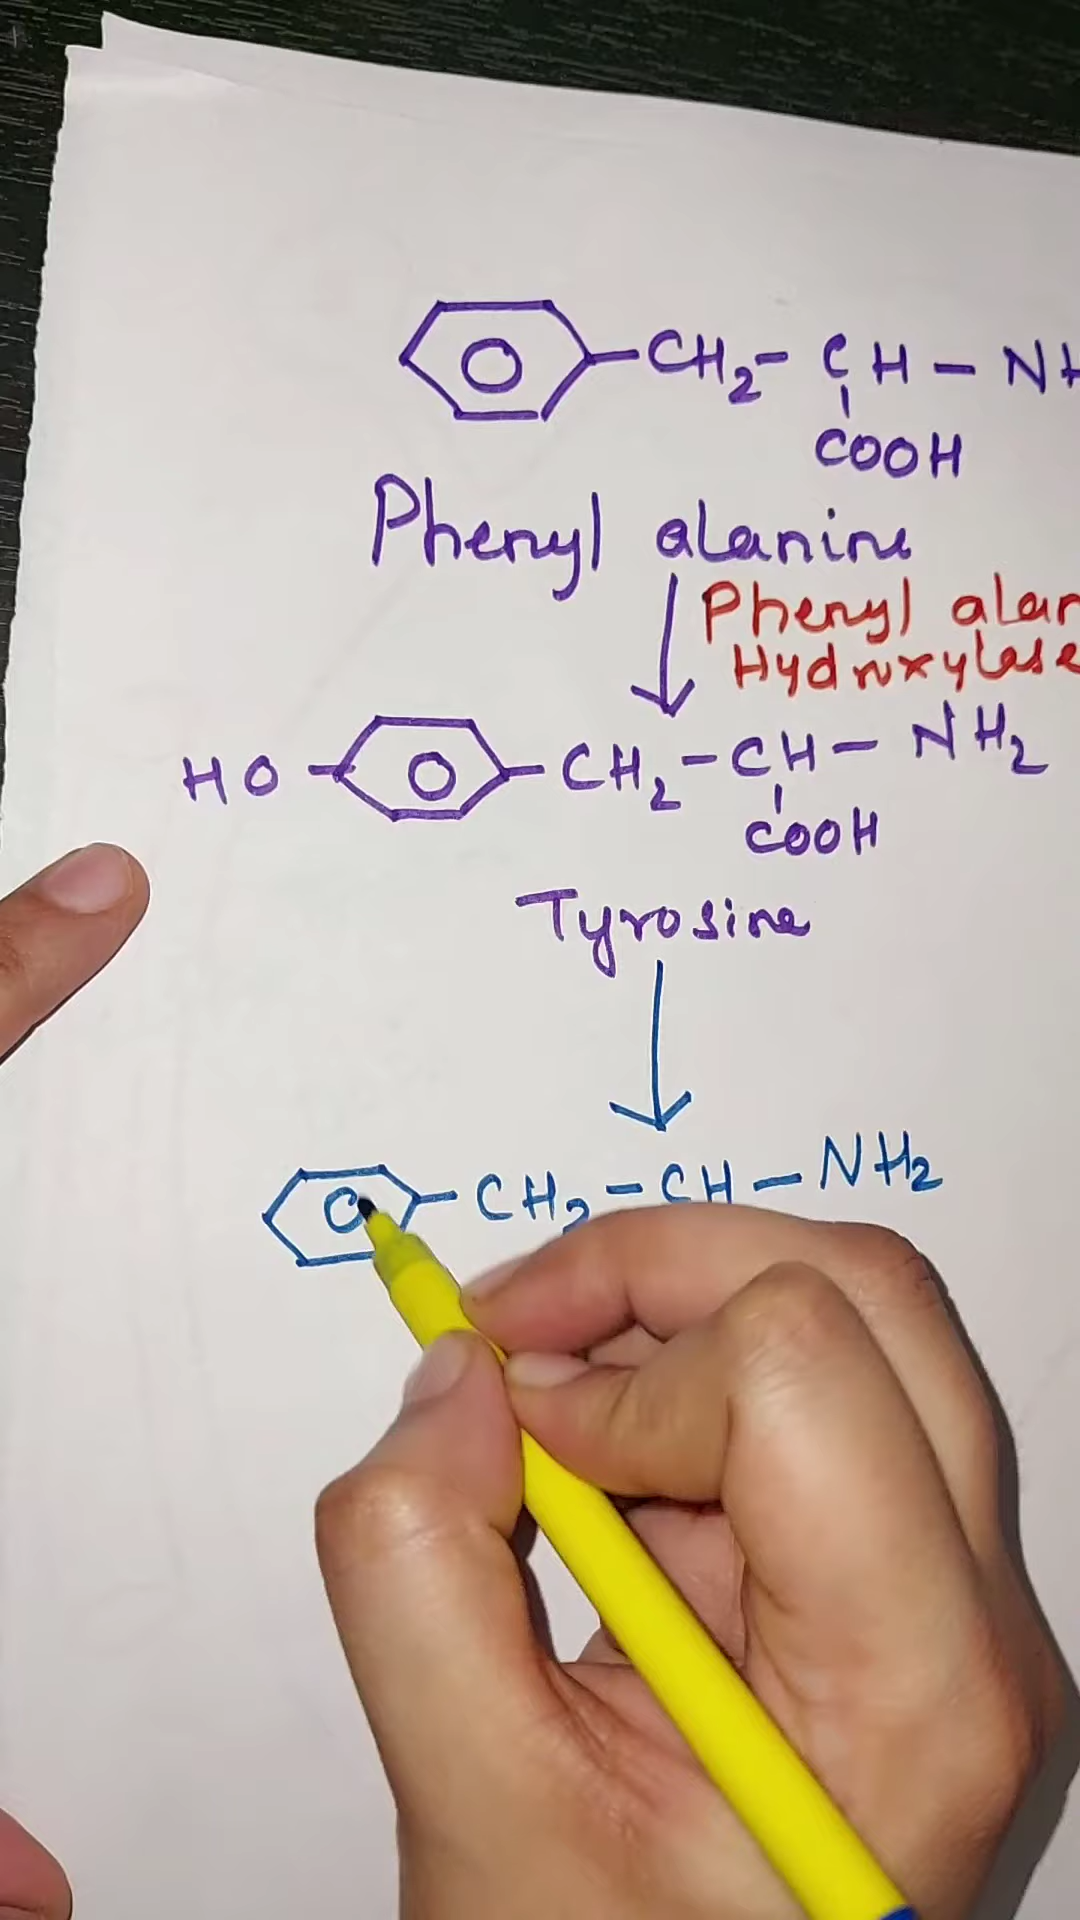 CH2 - CH - NH
COOH
Phenyl alanine
Phenyl alan
Hydroxylase
HO - CH2 - CH - NH2
COOH
Tyrosine
CH2 - CH - NH2